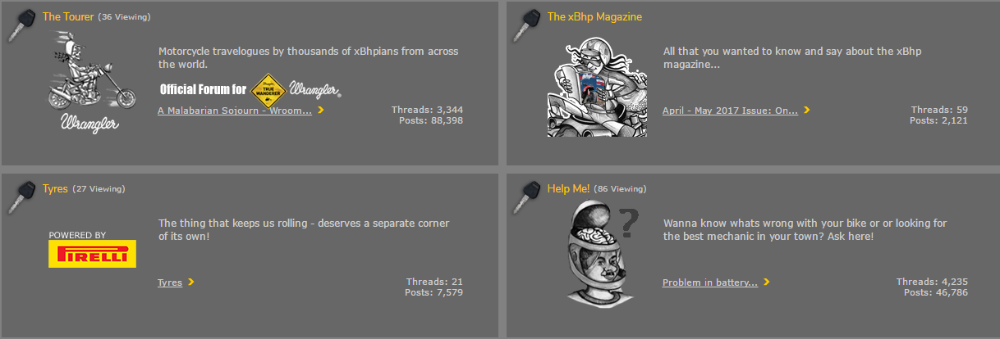 The Tourer (36 Viewing)
Motorcycle travelogues by thousands of xBhpians from across
the world.
Official Forum for Wrangler TRUE WANDERER Wrangler®
Wrangler
A Malabarian Sojourn - Wroom...
Threads: 3,344
Posts: 88,398
The xBhp Magazine
All that you wanted to know and say about the xBhp
magazine...
April - May 2017 Issue: On...
Threads: 59
Posts: 2,121
Tyres (27 Viewing)
The thing that keeps us rolling - deserves a separate corner
of its own!
POWERED BY
PIRELLI
Tyres
Threads: 21
Posts: 7,579
Help Me! (86 Viewing)
?
Wanna know whats wrong with your bike or or looking for
the best mechanic in your town? Ask here!
Problem in battery...
Threads: 4,235
Posts: 46,786